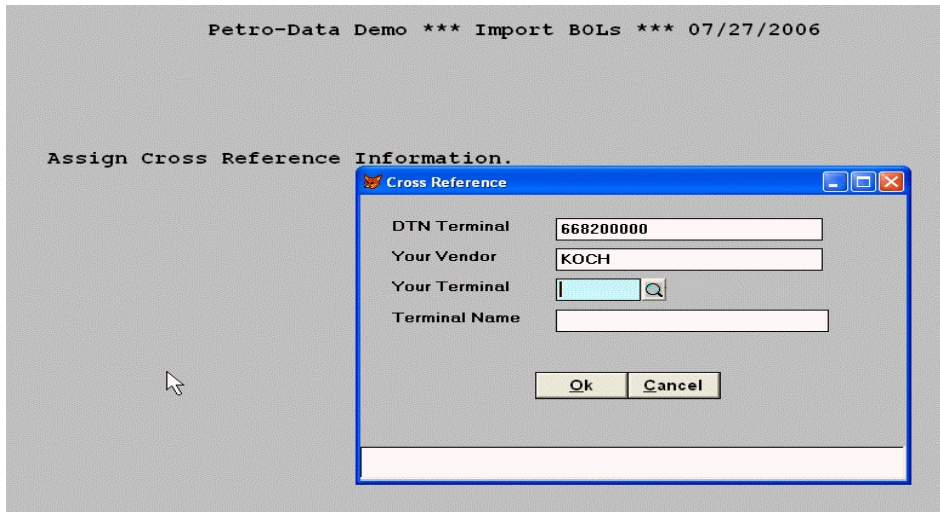 Petro-Data Demo *** Import BOLs *** 07/27/2006
Assign Cross Reference Information.
Cross Reference
DTN Terminal 668200000
Your Vendor KOCH
Your Terminal
Terminal Name
Ok Cancel